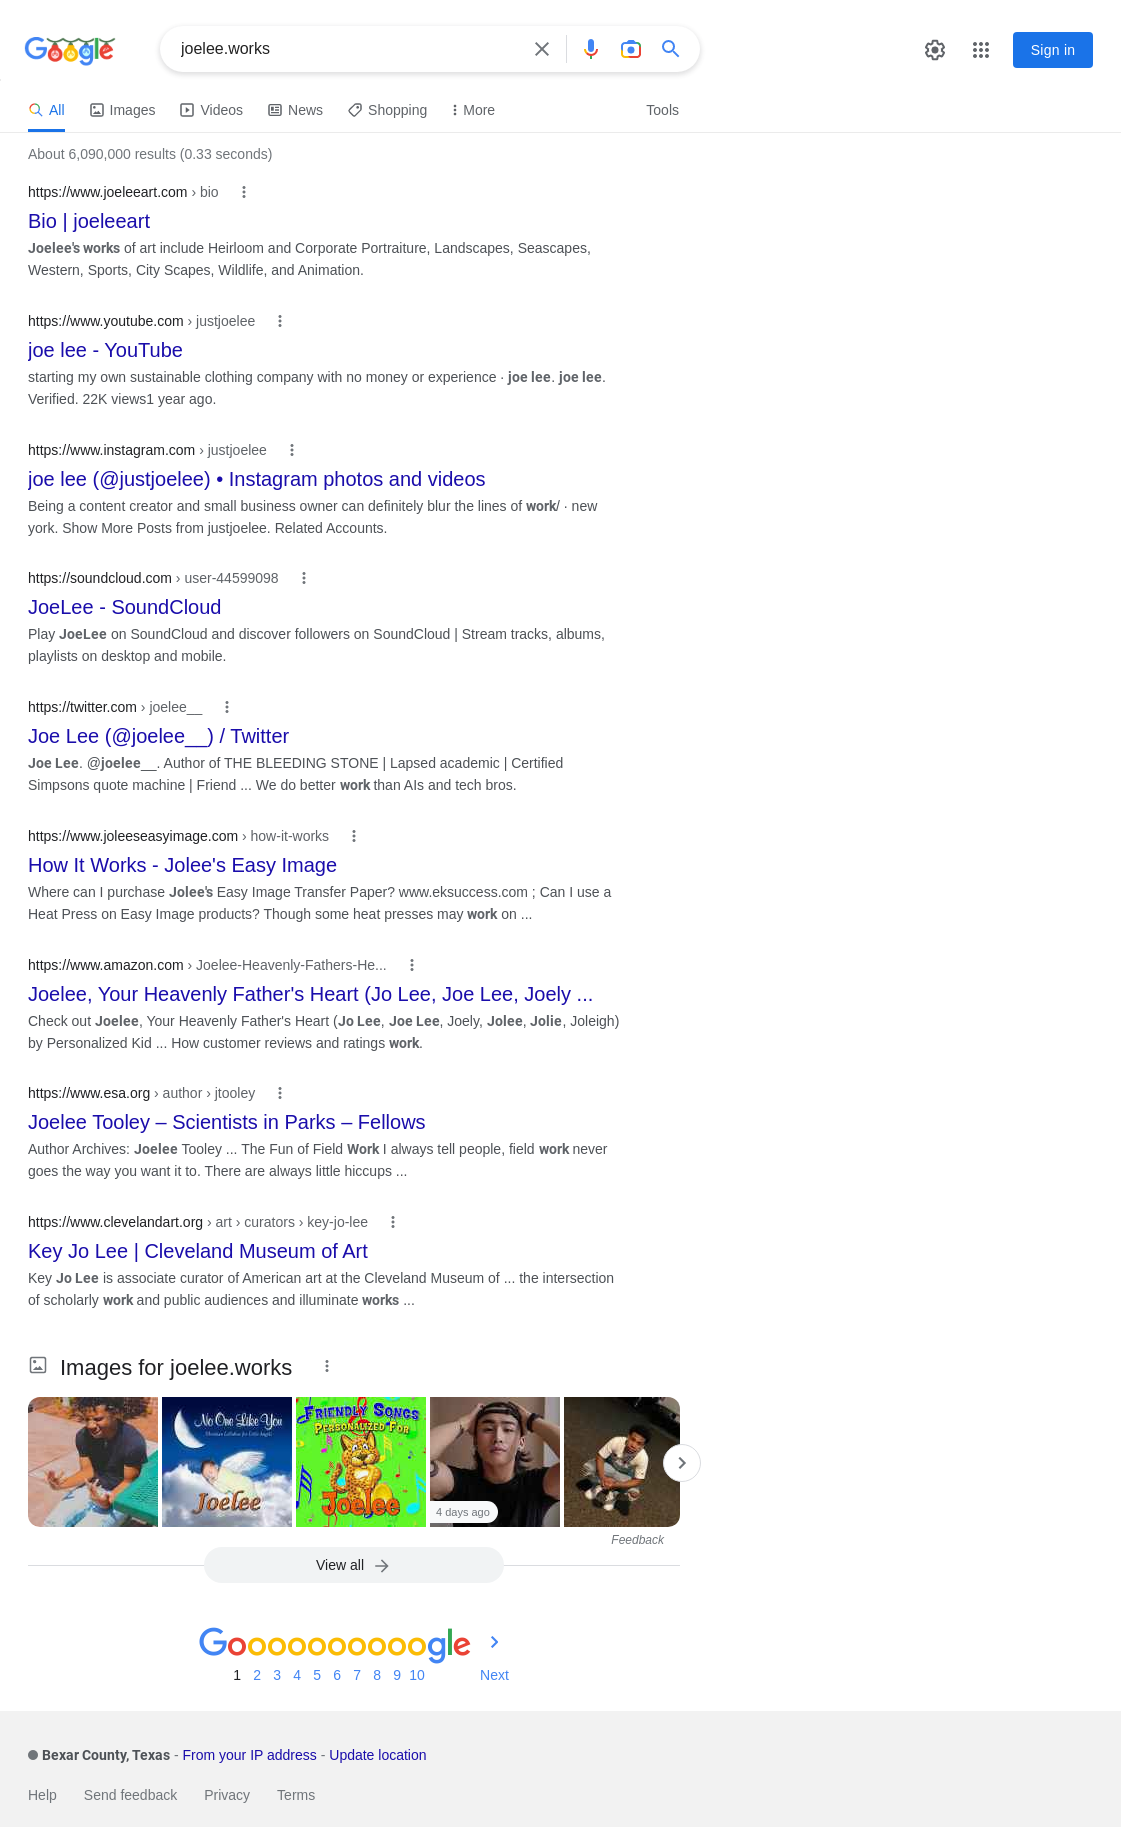 Google
joelee.works
Sign in
All
Images
Videos
News
Shopping
More
Tools
About 6,090,000 results (0.33 seconds)
https://www.joeleeart.com › bio
Bio | joeleeart
Joelee's works of art include Heirloom and Corporate Portraiture, Landscapes, Seascapes,
Western, Sports, City Scapes, Wildlife, and Animation.
https://www.youtube.com › justjoelee
joe lee - YouTube
starting my own sustainable clothing company with no money or experience · joe lee. joe lee.
Verified. 22K views1 year ago.
https://www.instagram.com › justjoelee
joe lee (@justjoelee) • Instagram photos and videos
Being a content creator and small business owner can definitely blur the lines of work/ · new
york. Show More Posts from justjoelee. Related Accounts.
https://soundcloud.com › user-44599098
JoeLee - SoundCloud
Play JoeLee on SoundCloud and discover followers on SoundCloud | Stream tracks, albums,
playlists on desktop and mobile.
https://twitter.com › joelee__
Joe Lee (@joelee__) / Twitter
Joe Lee. @joelee__. Author of THE BLEEDING STONE | Lapsed academic | Certified
Simpsons quote machine | Friend ... We do better work than AIs and tech bros.
https://www.joleeseasyimage.com › how-it-works
How It Works - Jolee's Easy Image
Where can I purchase Jolee's Easy Image Transfer Paper? www.eksuccess.com ; Can I use a
Heat Press on Easy Image products? Though some heat presses may work on ...
https://www.amazon.com › Joelee-Heavenly-Fathers-He...
Joelee, Your Heavenly Father's Heart (Jo Lee, Joe Lee, Joely ...
Check out Joelee, Your Heavenly Father's Heart (Jo Lee, Joe Lee, Joely, Jolee, Jolie, Joleigh)
by Personalized Kid ... How customer reviews and ratings work.
https://www.esa.org › author › jtooley
Joelee Tooley – Scientists in Parks – Fellows
Author Archives: Joelee Tooley ... The Fun of Field Work I always tell people, field work never
goes the way you want it to. There are always little hiccups ...
https://www.clevelandart.org › art › curators › key-jo-lee
Key Jo Lee | Cleveland Museum of Art
Key Jo Lee is associate curator of American art at the Cleveland Museum of ... the intersection
of scholarly work and public audiences and illuminate works ...
Images for joelee.works
No One Like You
Joelee
FRIENDLY SONGS
PERSONALIZED FOR
Joelee
4 days ago
Feedback
View all
Goooooooooogle
1 2 3 4 5 6 7 8 9 10 Next
Bexar County, Texas - From your IP address - Update location
Help
Send feedback
Privacy
Terms